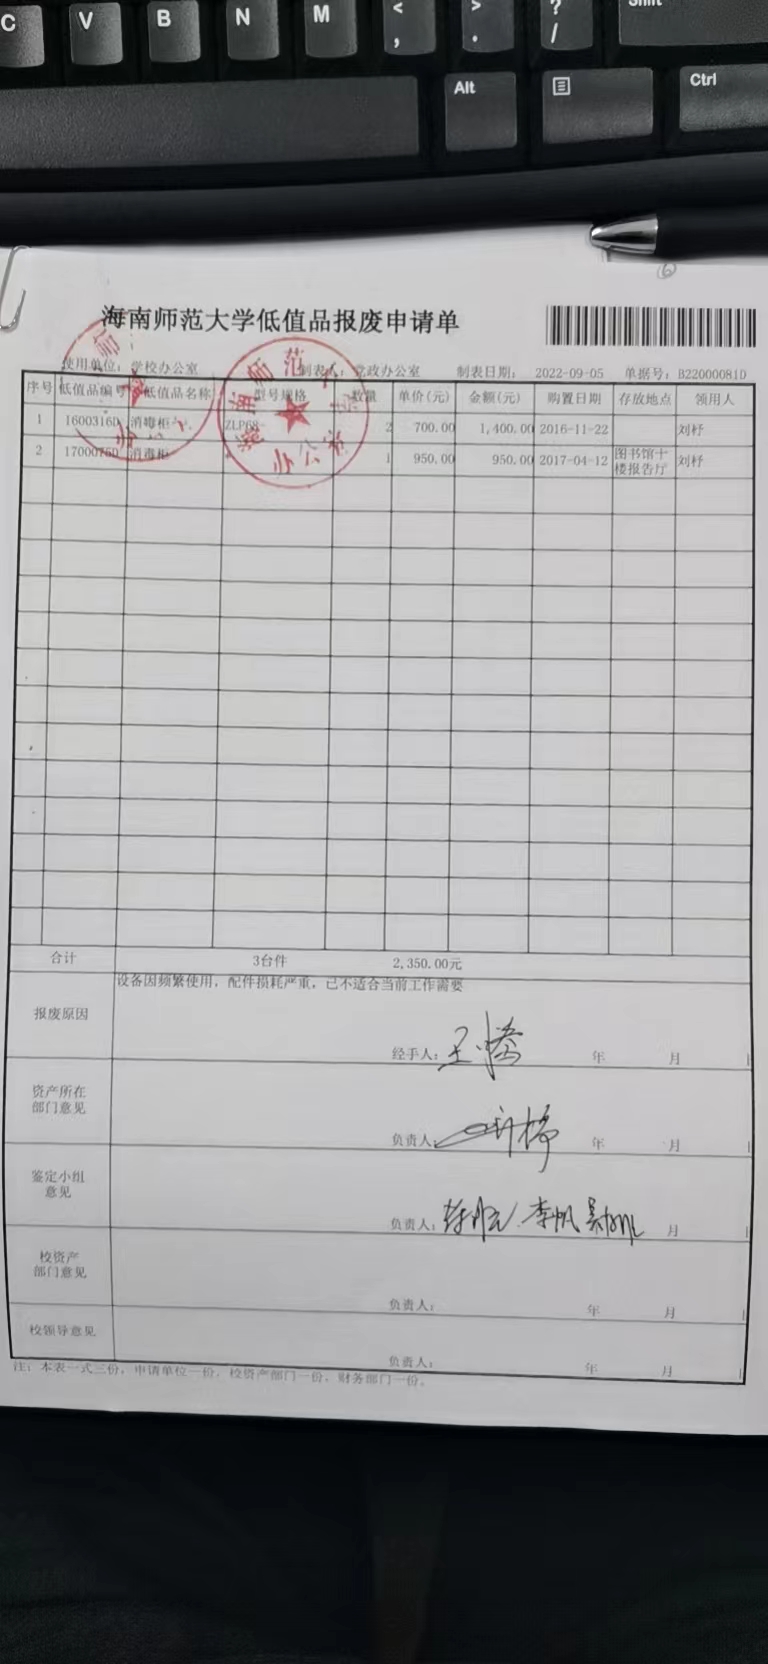 C V B N M < , > . ? / Shift
Alt Ctrl
⑥
海南师范大学低值品报废申请单
使用单位：学校办公室 制表人：党政办公室 制表日期： 2022-09-05 单据号：B22000081D
序号 低值品编号 低值品名称 型号规格 数量 单价(元) 金额(元) 购置日期 存放地点 领用人
1 1600316D 消毒柜 ZLP68- 2 700.00 1,400.00 2016-11-22 刘杼
2 1700076D 消毒柜 1 950.00 950.00 2017-04-12 图书馆十楼报告厅 刘杼
合计 3台件 2,350.00元
报废原因 设备因频繁使用，配件损耗严重，已不适合当前工作需要
经手人： 年 月
资产所在
部门意见
负责人： 年 月
鉴定小组
意见
负责人： 李帆 月
校资产
部门意见
负责人： 年 月
校领导意见
负责人： 年 月
注：本表一式三份，申请单位一份，校资产部门一份，财务部门一份。